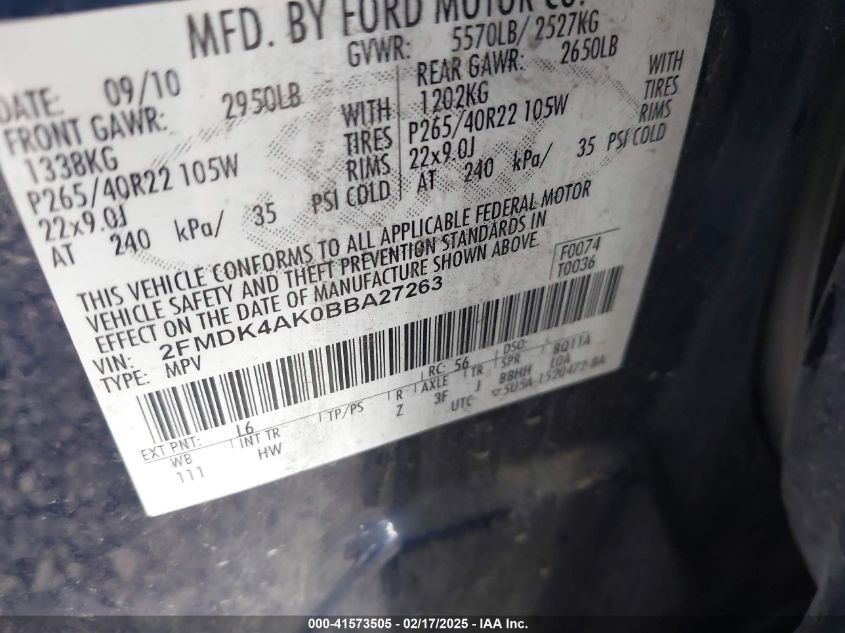 MFD. BY FORD MOTOR CO.
DATE: 09/10 GVWR: 5570LB/ 2527KG
FRONT GAWR: 2950LB REAR GAWR: 2650LB
1338KG WITH 1202KG WITH
P265/40R22 105W TIRES P265/40R22 105W TIRES
22x9.0J RIMS 22x9.0J RIMS
AT 240 kPa/ 35 PSI COLD AT 240 kPa/ 35 PSI COLD
THIS VEHICLE CONFORMS TO ALL APPLICABLE FEDERAL MOTOR
VEHICLE SAFETY AND THEFT PREVENTION STANDARDS IN
EFFECT ON THE DATE OF MANUFACTURE SHOWN ABOVE.
F0074
T0036
VIN: 2FMDK4AK0BBA27263
TYPE: MPV
EXT PNT: L6 RC: 56 DSO:
WB INT TR TP/PS R AXLE TR SPR BQ11A
111 HW Z 3F J BBHH LOA
UTC
000-41573505 - 02/17/2025 - IAA Inc.